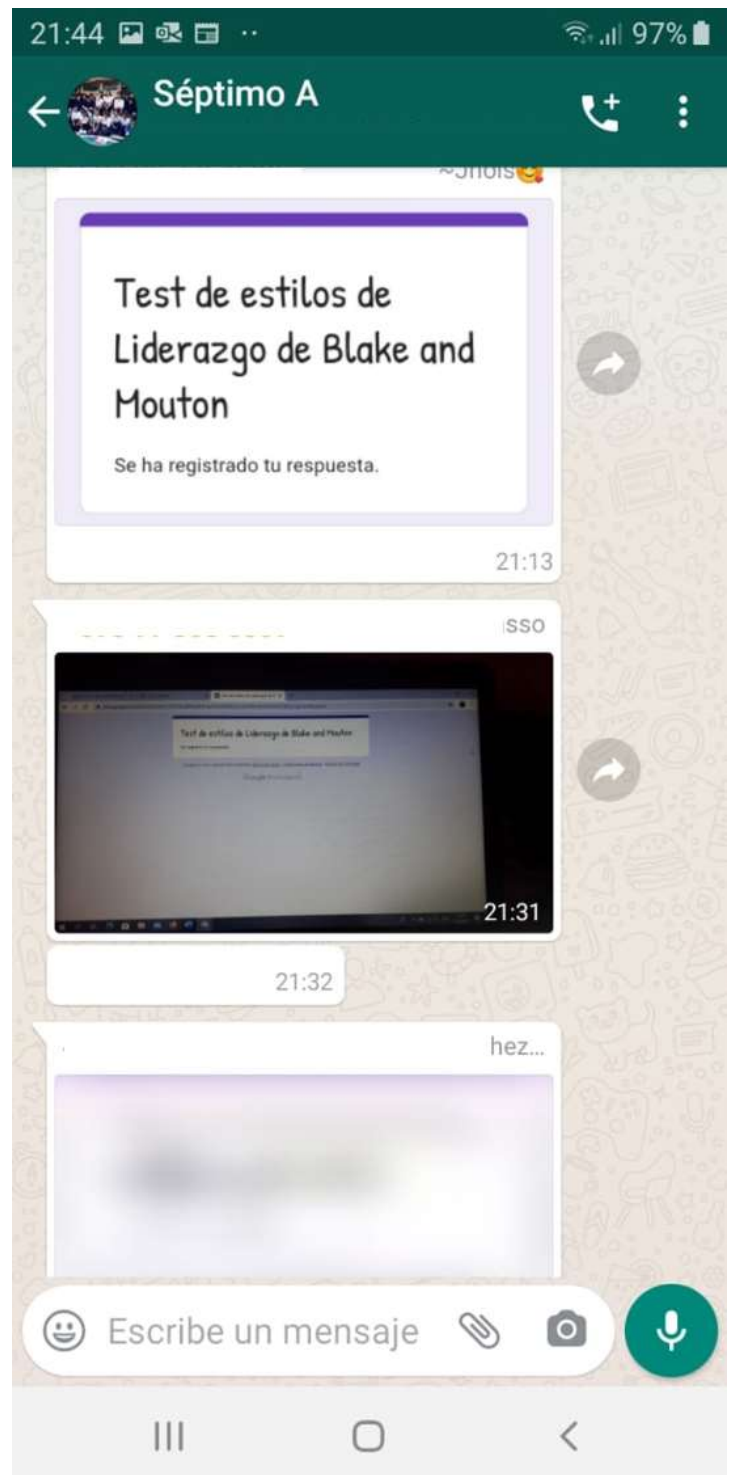 21:44
97%
Séptimo A
~Jhois
Test de estilos de
Liderazgo de Blake and
Mouton
Se ha registrado tu respuesta.
21:13
sso
Test de estilos de Liderazgo de Blake and Mouton
21:31
21:32
hez...
Escribe un mensaje